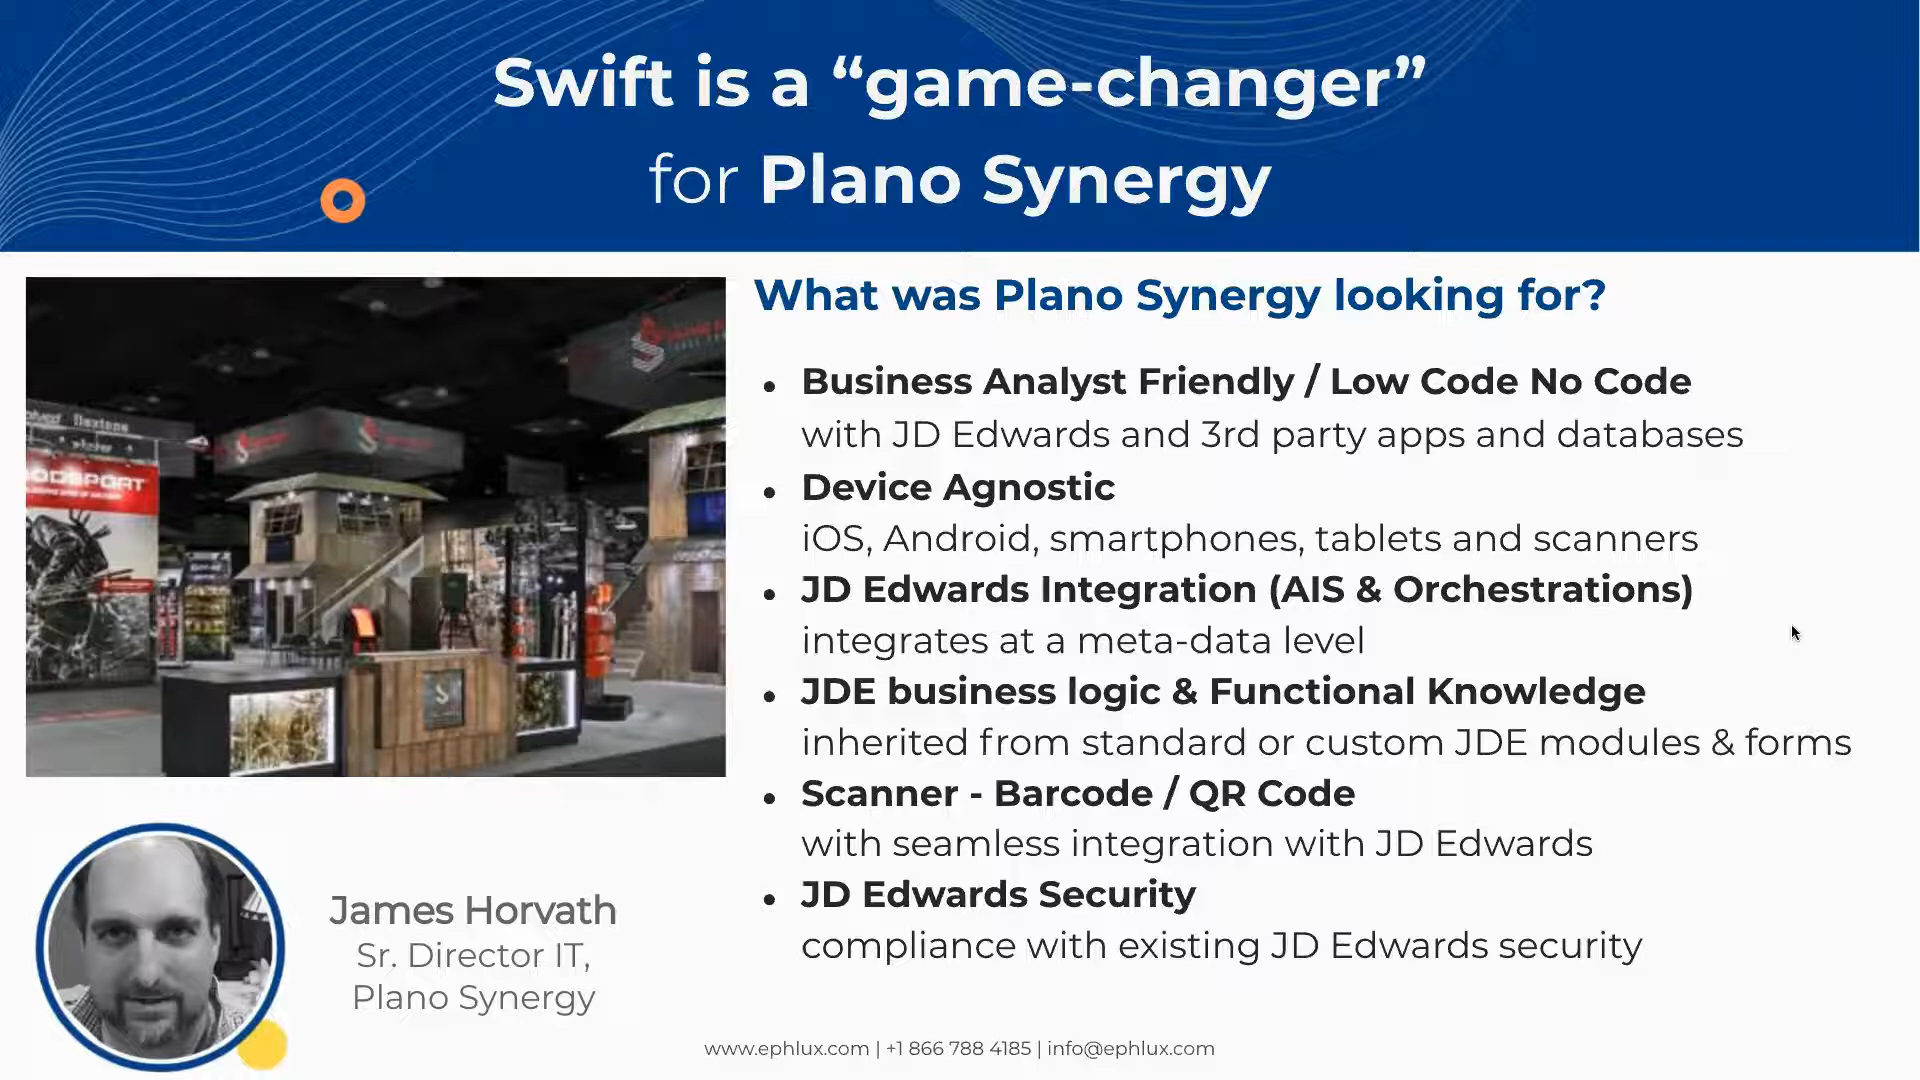 Swift is a “game-changer”
for Plano Synergy
What was Plano Synergy looking for?
• Business Analyst Friendly / Low Code No Code
with JD Edwards and 3rd party apps and databases
• Device Agnostic
iOS, Android, smartphones, tablets and scanners
• JD Edwards Integration (AIS & Orchestrations)
integrates at a meta-data level
• JDE business logic & Functional Knowledge
inherited from standard or custom JDE modules & forms
• Scanner - Barcode / QR Code
with seamless integration with JD Edwards
• JD Edwards Security
compliance with existing JD Edwards security
James Horvath
Sr. Director IT,
Plano Synergy
www.ephlux.com | +1 866 788 4185 | info@ephlux.com